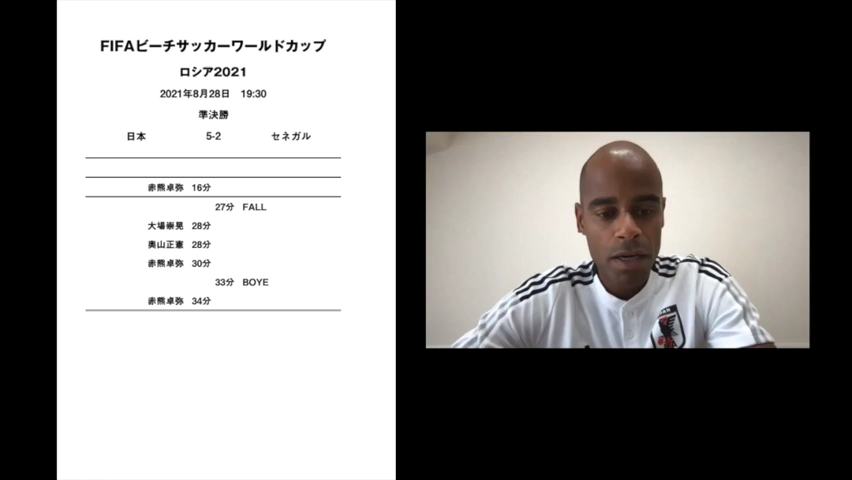 FIFAビーチサッカーワールドカップ
ロシア2021
2021年8月28日 19:30
準決勝
日本 5-2 セネガル
赤熊卓弥 16分
27分 FALL
大場崇晃 28分
奥山正憲 28分
赤熊卓弥 30分
33分 BOYE
赤熊卓弥 34分